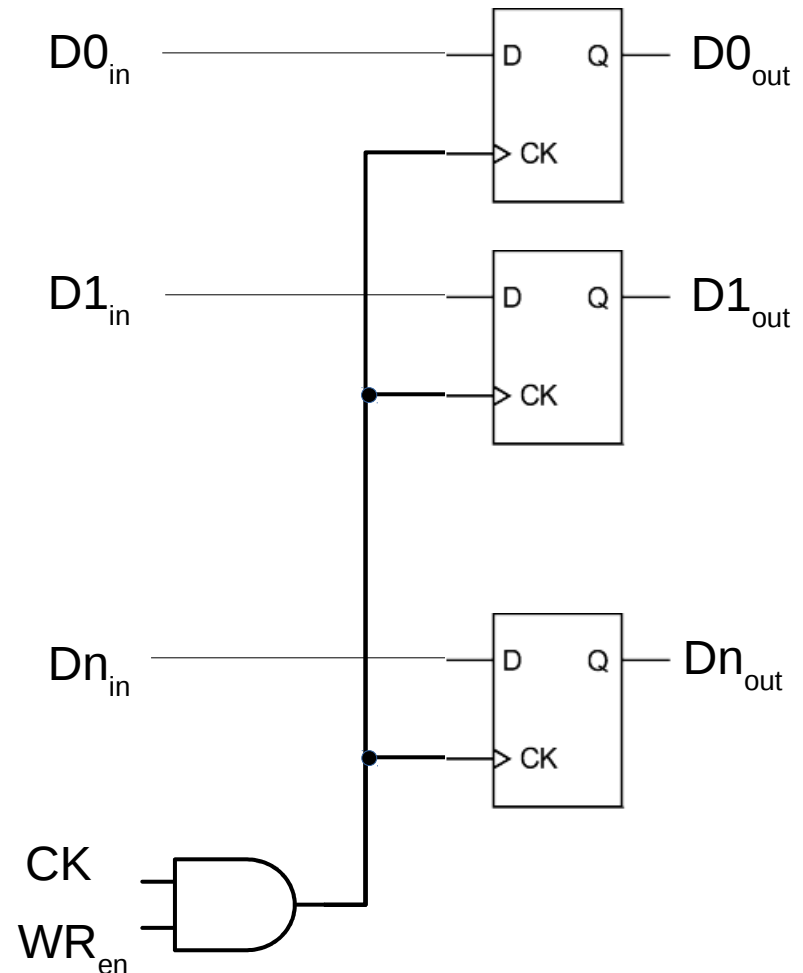 D0in D Q D0out
CK
D1in D Q D1out
CK
Dnin D Q Dnout
CK
CK
WRen